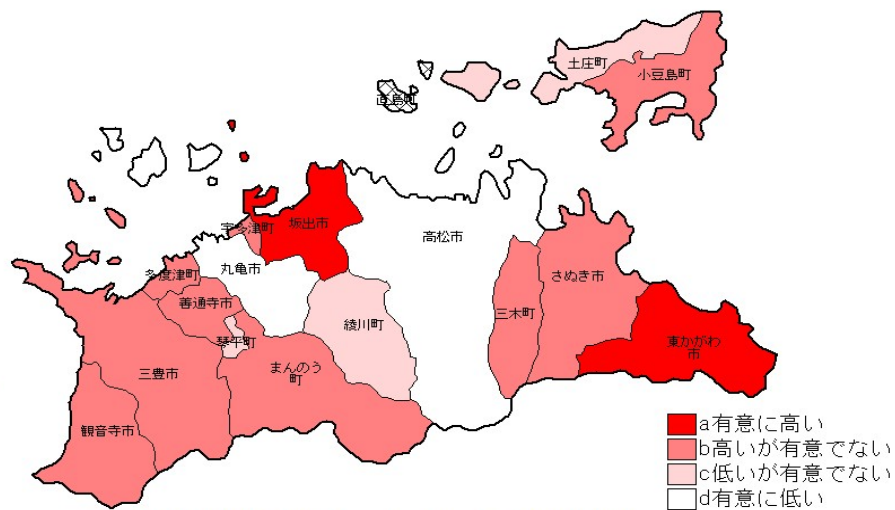 土庄町
小豆島町
直島町
宇多津町
坂出市
高松市
丸亀市
多度津町
さぬき市
善通寺市
三木町
綾川町
琴平町
東かがわ
市
まんのう
町
三豊市
観音寺市
a有意に高い
b高いが有意でない
c低いが有意でない
d有意に低い